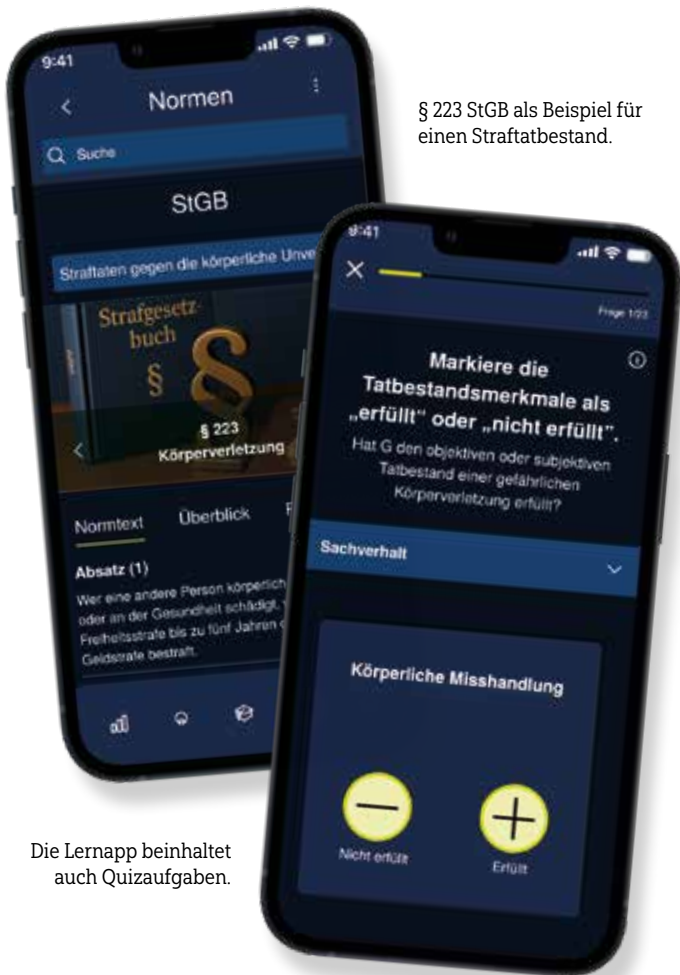 9:41
Normen
Suche
StGB
Straftaten gegen die körperliche
Strafgesetz-
buch
§
§
§ 223
Körperverletzung
Normtext Überblick
Absatz (1)
Wer eine andere Person
oder an der Gesundheit schädigt,
Freiheitsstrafe bis zu fünf Jahren
Geldstrafe bestraft.
§ 223 StGB als Beispiel für
einen Straftatbestand.
9:41
Frage 1/23
Markiere die
Tatbestandsmerkmale als
„erfüllt” oder „nicht erfüllt”.
Hat G den objektiven oder subjektiven
Tatbestand einer gefährlichen
Körperverletzung erfüllt?
Sachverhalt
Körperliche Misshandlung
Nicht erfüllt
Erfüllt
Die Lernapp beinhaltet
auch Quizaufgaben.